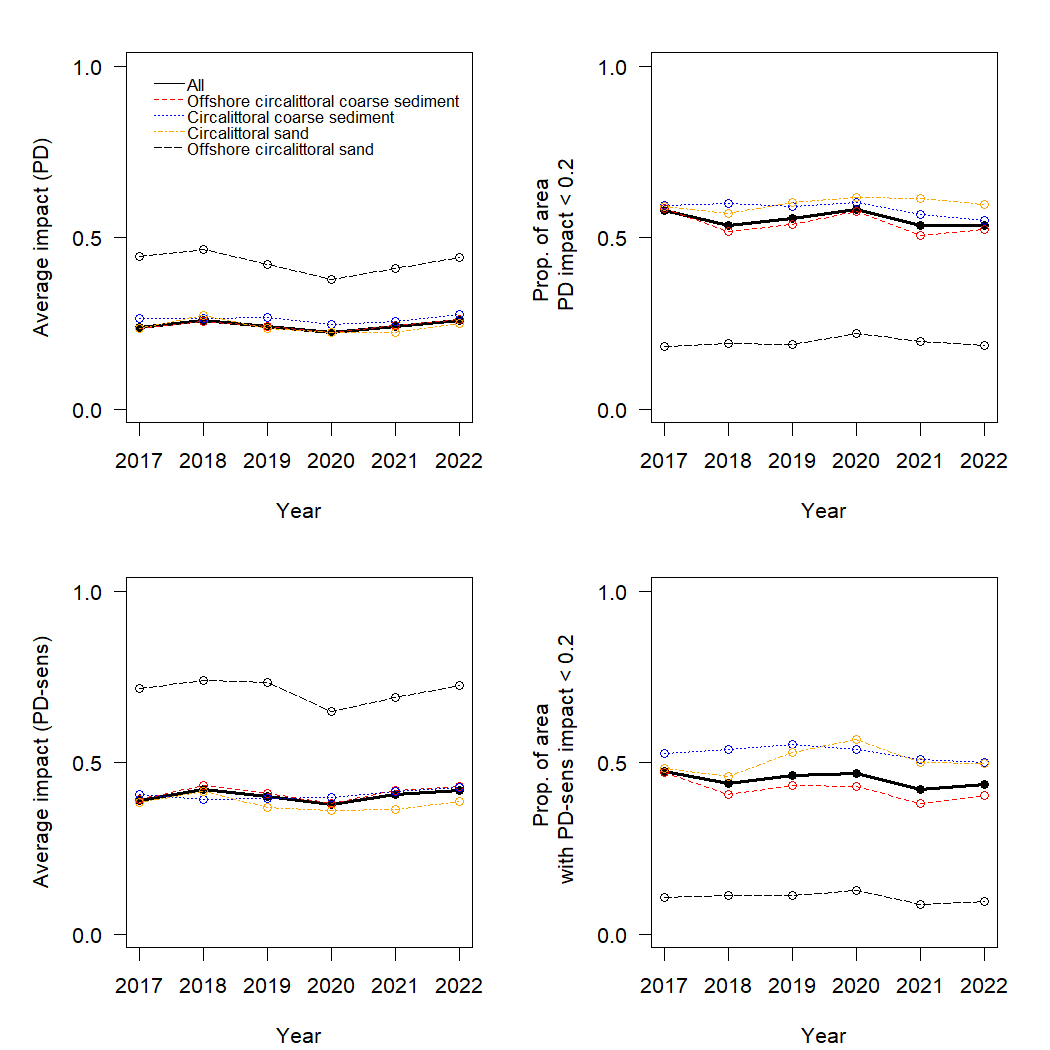 Average impact (PD)
1.0
0.5
0.0
All
Offshore circalittoral coarse sediment
Circalittoral coarse sediment
Circalittoral sand
Offshore circalittoral sand
2017 2018 2019 2020 2021 2022
Year
Prop. of area
PD impact < 0.2
1.0
0.5
0.0
2017 2018 2019 2020 2021 2022
Year
Average impact (PD-sens)
1.0
0.5
0.0
2017 2018 2019 2020 2021 2022
Year
Prop. of area
with PD-sens impact < 0.2
1.0
0.5
0.0
2017 2018 2019 2020 2021 2022
Year